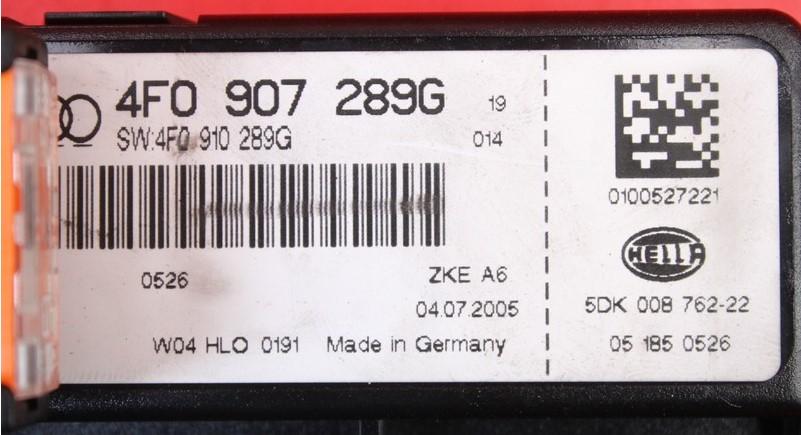 4F0 907 289G 19
SW:4F0 910 289G 014
0526
ZKE A6
04.07.2005
W04 HLO 0191 Made in Germany
0100527221
HELLA
5DK 008 762-22
05 185 0526